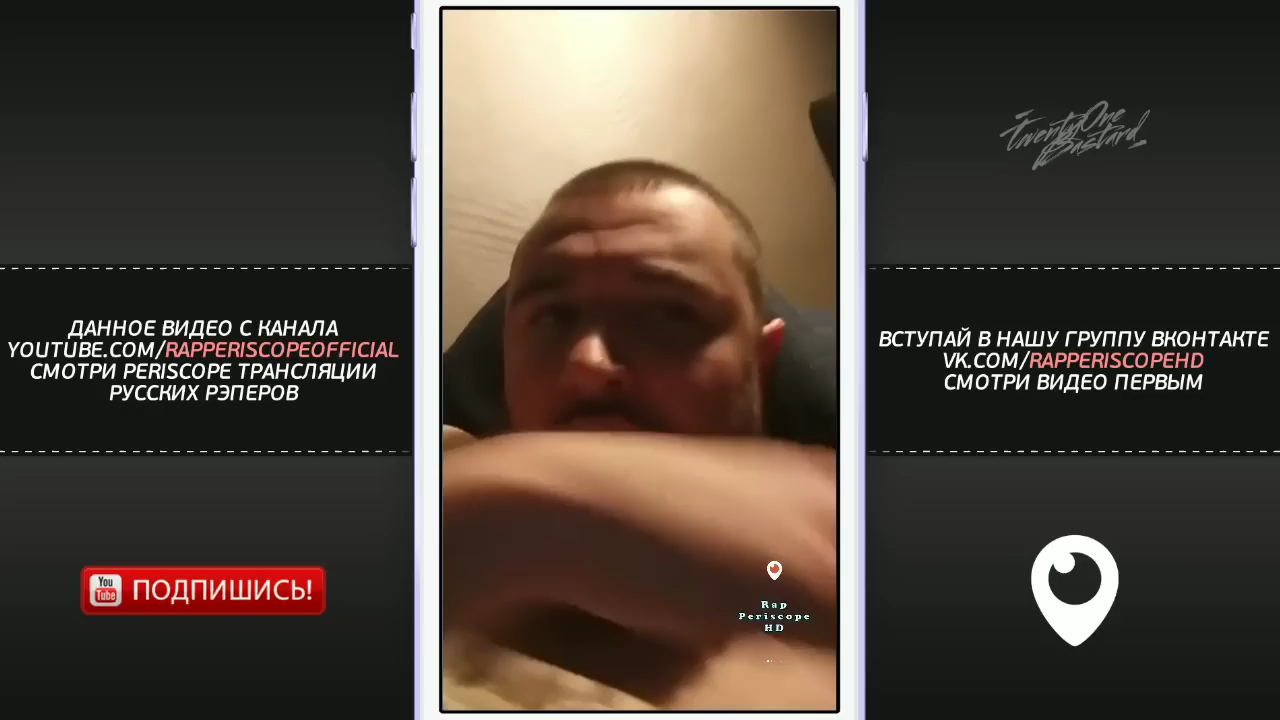 TwentyOne
Bastard
ДАННОЕ ВИДЕО С КАНАЛА
YOUTUBE.COM/RAPPERISCOPEOFFICIAL
СМОТРИ PERISCOPE ТРАНСЛЯЦИИ
РУССКИХ РЭПЕРОВ
ВСТУПАЙ В НАШУ ГРУППУ ВКОНТАКТЕ
VK.COM/RAPPERISCOPEHD
СМОТРИ ВИДЕО ПЕРВЫМ
You
Tube
ПОДПИШИСЬ!
Rap
Periscope
HD